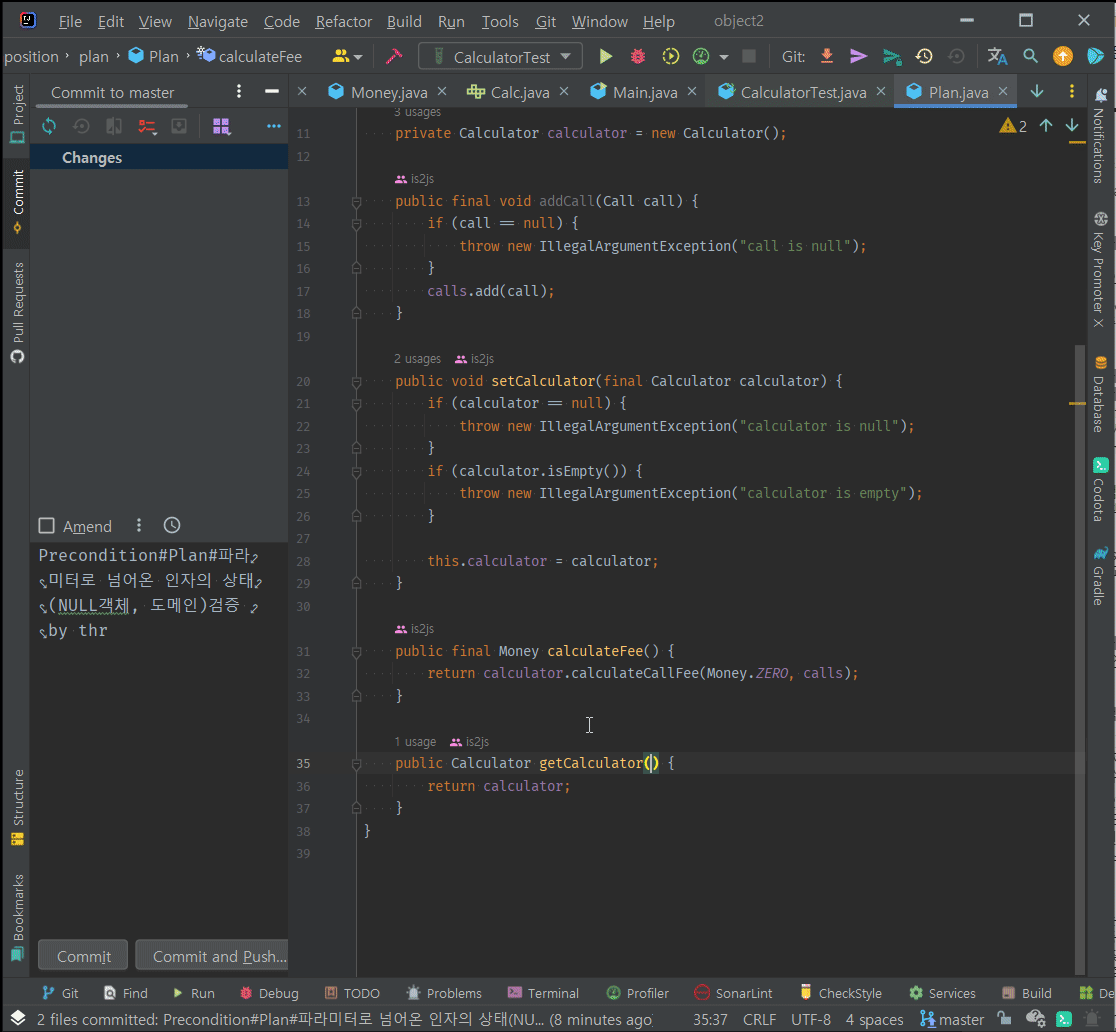 File Edit View Navigate Code Refactor Build Run Tools Git Window Help object2
position plan Plan calculateFee CalculatorTest Git:
Project
Commit
Pull Requests
Structure
Bookmarks
Commit to master
Changes
Amend
Precondition#Plan#파라
미터로 넘어온 인자의 상태
(NULL객체, 도메인)검증
by thr
Commit Commit and Push...
Money.java Calc.java Main.java CalculatorTest.java Plan.java
2
3 usages
11 private Calculator calculator = new Calculator();
12
is2js
13 public final void addCall(Call call) {
14 if (call == null) {
15 throw new IllegalArgumentException("call is null");
16 }
17 calls.add(call);
18 }
19
2 usages is2js
20 public void setCalculator(final Calculator calculator) {
21 if (calculator == null) {
22 throw new IllegalArgumentException("calculator is null");
23 }
24 if (calculator.isEmpty()) {
25 throw new IllegalArgumentException("calculator is empty");
26 }
27
28 this.calculator = calculator;
29 }
30
is2js
31 public final Money calculateFee() {
32 return calculator.calculateCallFee(Money.ZERO, calls);
33 }
34
1 usage is2js
35 public Calculator getCalculator() {
36 return calculator;
37 }
38 }
39
Notifications
Key Promoter X
Database
Codota
Gradle
Git Find Run Debug TODO Problems Terminal Profiler SonarLint CheckStyle Services Build De
2 files committed: Precondition#Plan#파라미터로 넘어온 인자의 상태(NU... (8 minutes ago) 35:37 CRLF UTF-8 4 spaces master